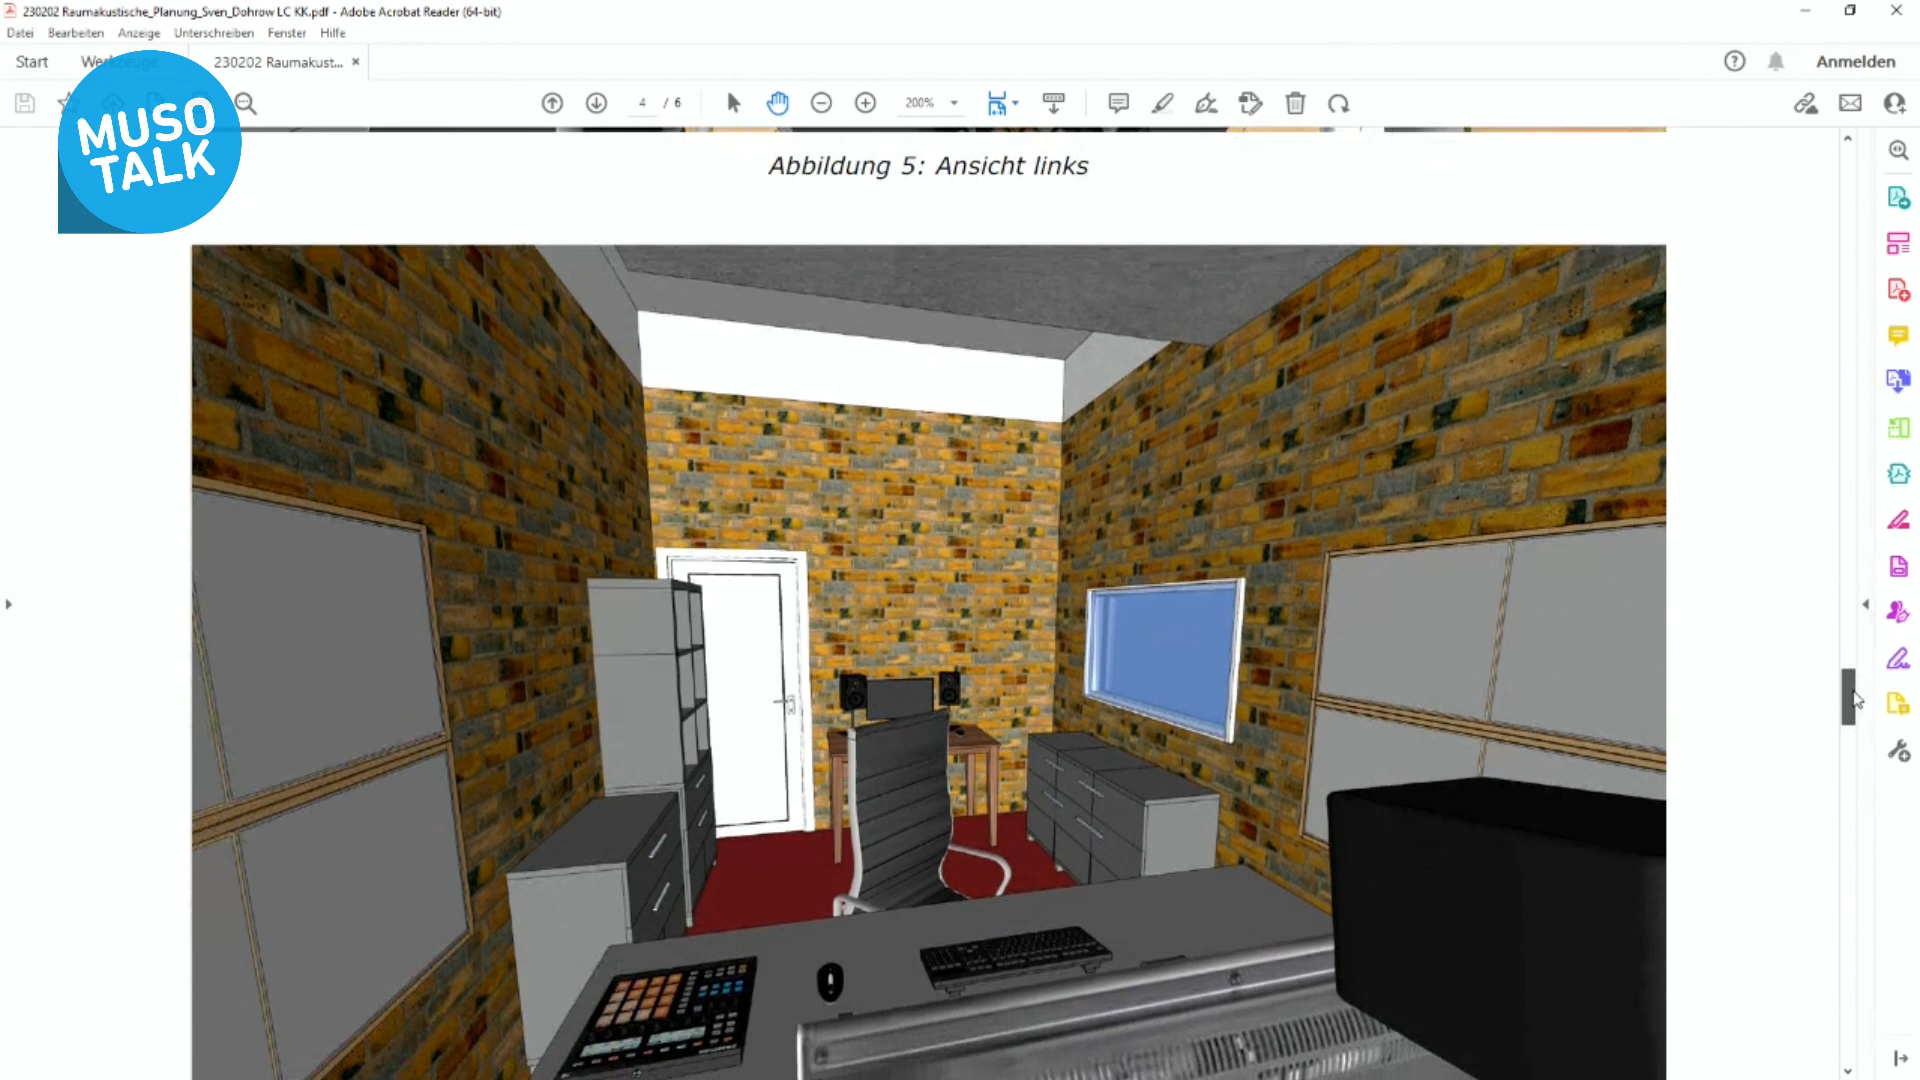 230202 Raumakustische_Planung_Sven_Dohrow LC KK.pdf - Adobe Acrobat Reader (64-bit)
Datei Bearbeiten Anzeige Unterschreiben Fenster Hilfe
Start Werkzeuge 230202 Raumakust... × Anmelden
4 / 6 200%
MUSO
TALK
Abbildung 5: Ansicht links